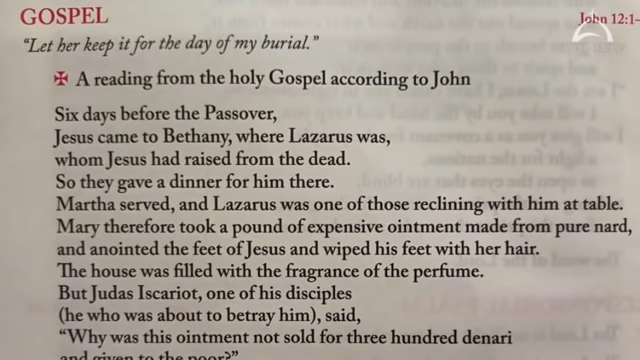 GOSPEL
John 12:1–
"Let her keep it for the day of my burial."
✠ A reading from the holy Gospel according to John
Six days before the Passover,
Jesus came to Bethany, where Lazarus was,
whom Jesus had raised from the dead.
So they gave a dinner for him there.
Martha served, and Lazarus was one of those reclining with him at table.
Mary therefore took a pound of expensive ointment made from pure nard,
and anointed the feet of Jesus and wiped his feet with her hair.
The house was filled with the fragrance of the perfume.
But Judas Iscariot, one of his disciples
(he who was about to betray him), said,
"Why was this ointment not sold for three hundred denari
and given to the poor?"